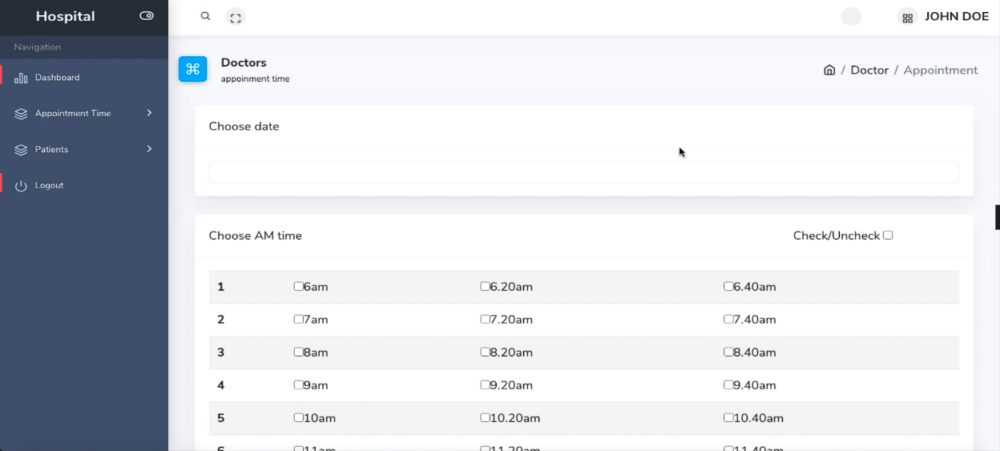 Hospital
JOHN DOE
Navigation
Dashboard
Appointment Time
Patients
Logout
Doctors
appoinment time
/ Doctor / Appointment
Choose date
Choose AM time
Check/Uncheck
1 6am 6.20am 6.40am
2 7am 7.20am 7.40am
3 8am 8.20am 8.40am
4 9am 9.20am 9.40am
5 10am 10.20am 10.40am
6 11am 11.20am 11.40am